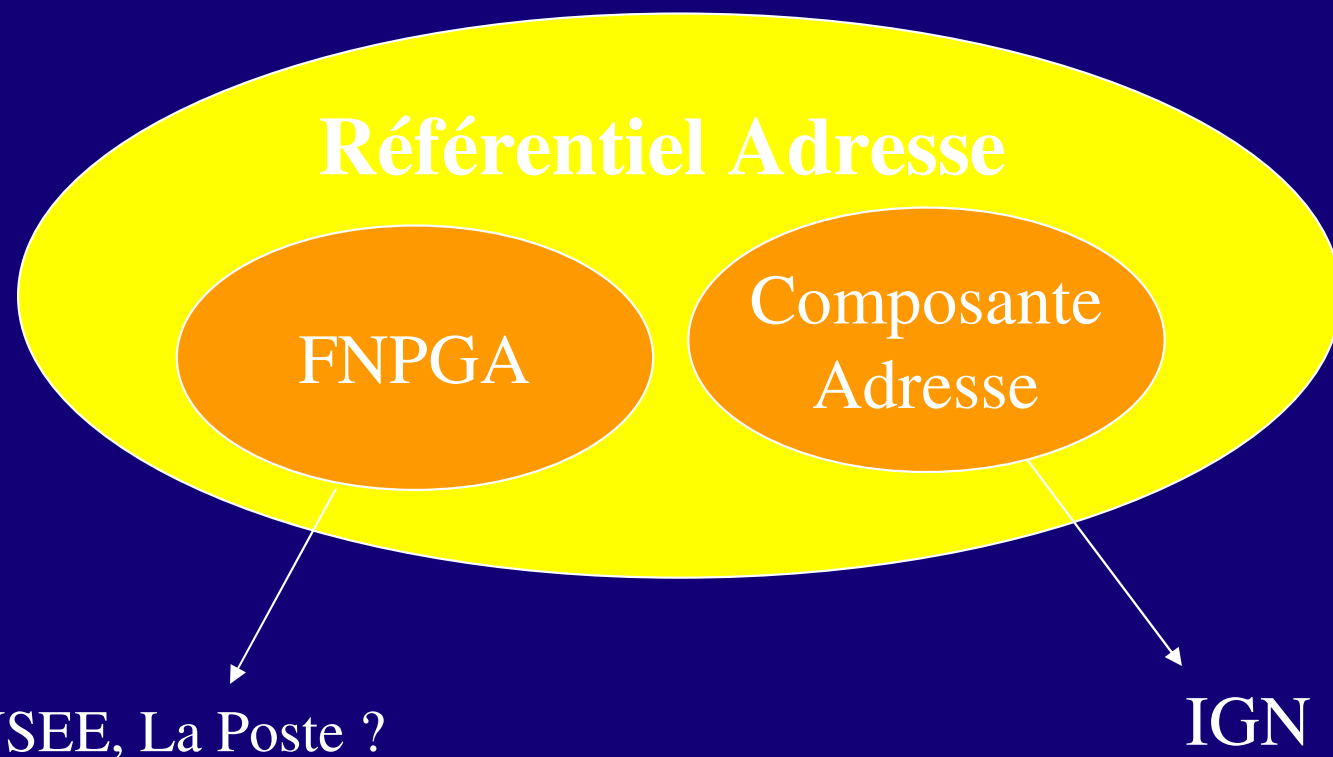 Référentiel Adresse
FNPGA
Composante
Adresse
SEE, La Poste ?
IGN